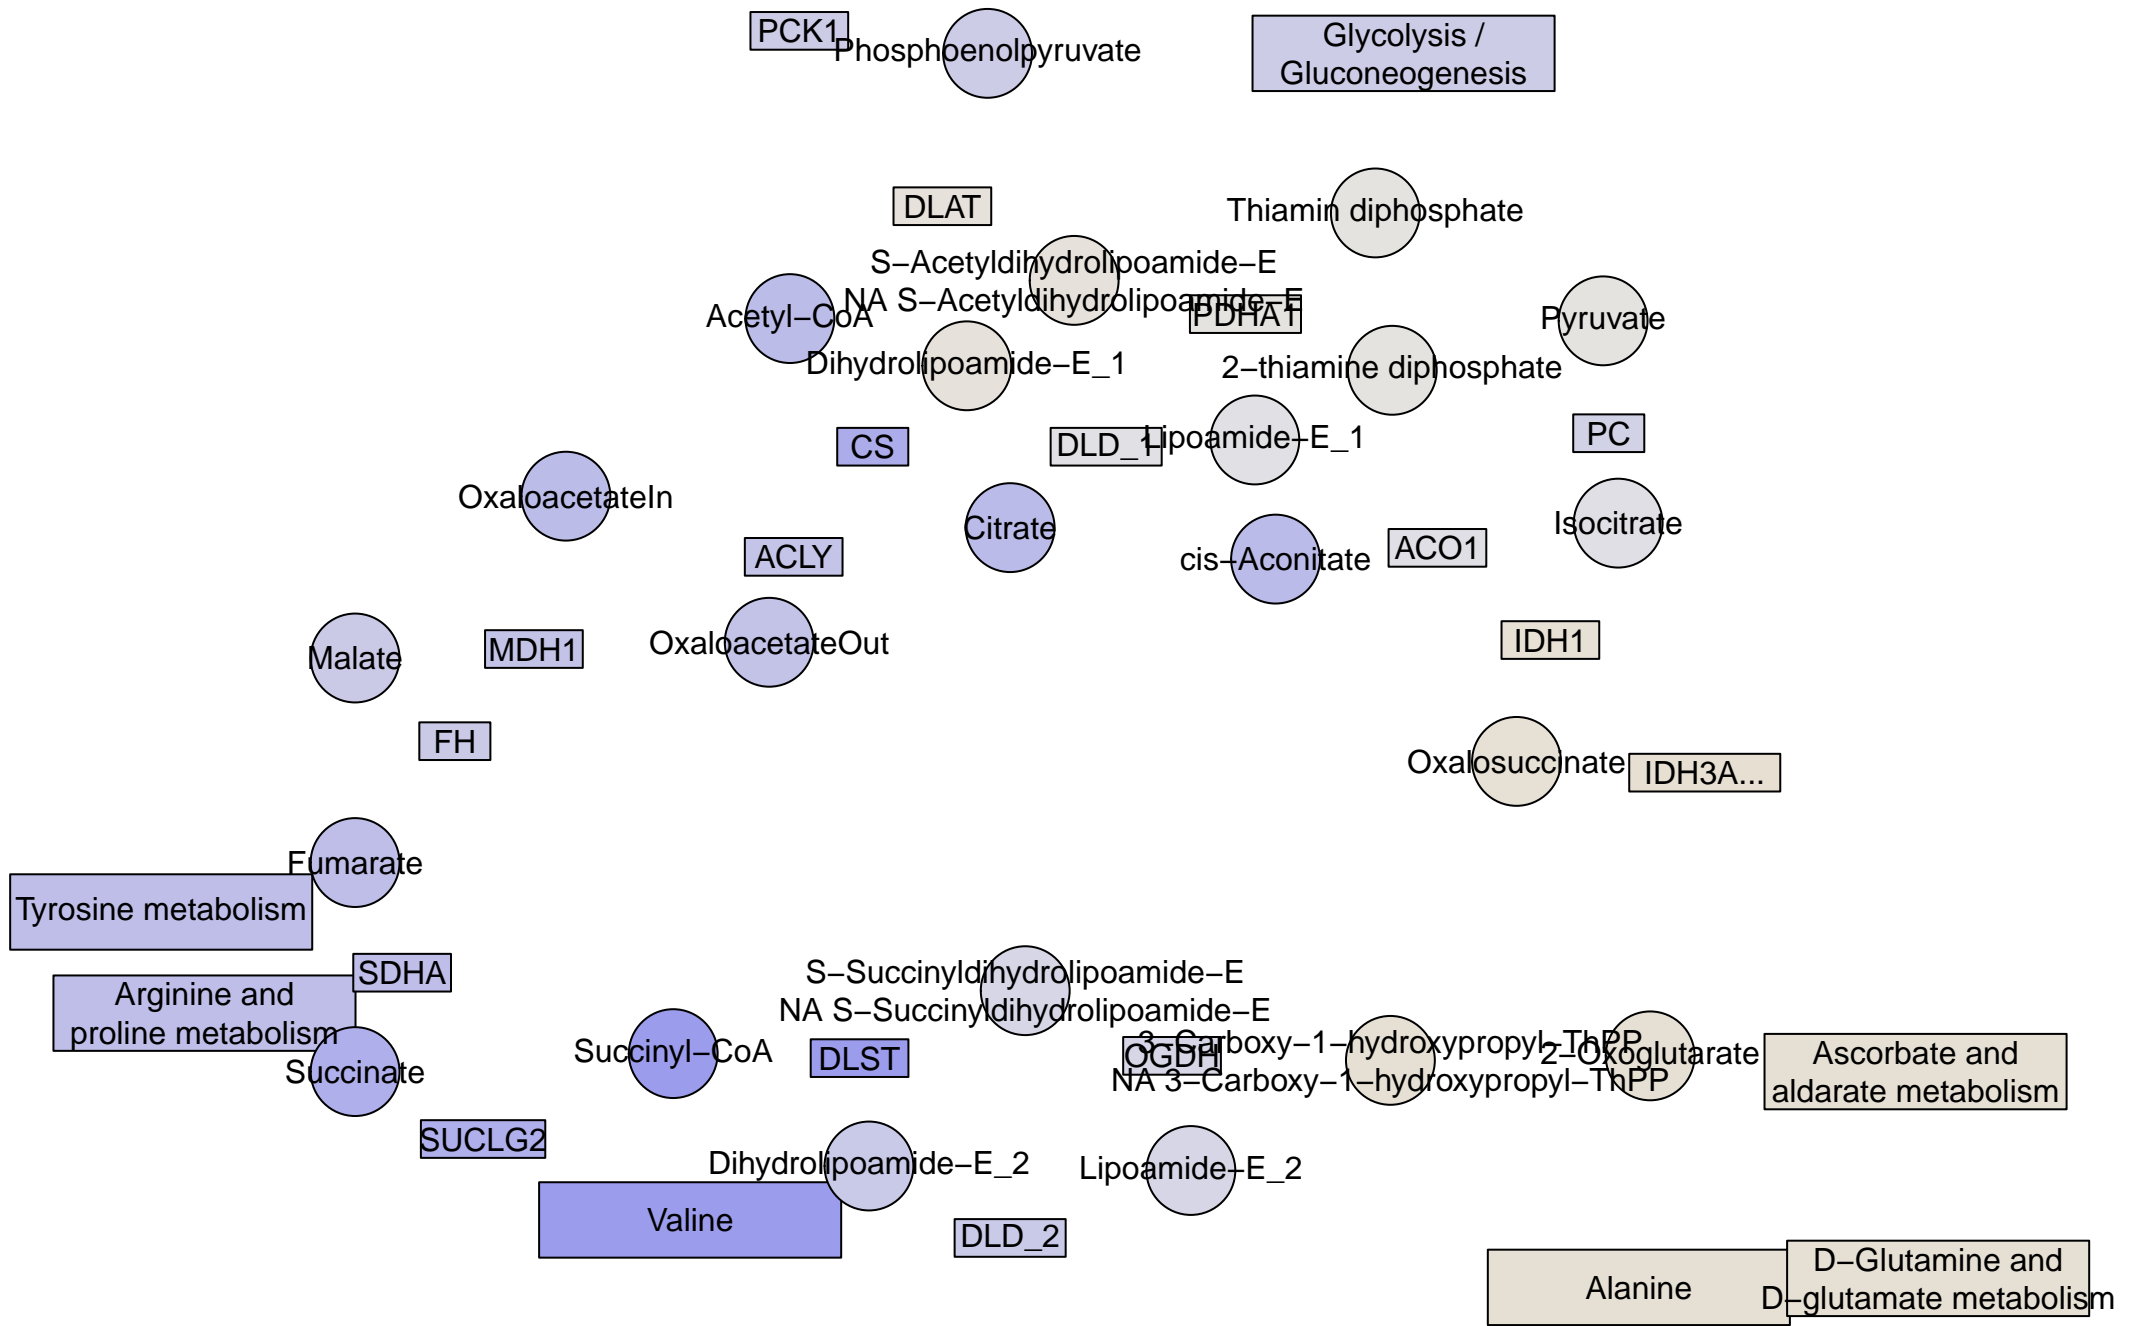 PCK1
Phosphoenolpyruvate
Glycolysis /
Gluconeogenesis
DLAT
Thiamin diphosphate
S−Acetyldihydrolipoamide−E
NA S−Acetyldihydrolipoamide−E
PDHA1
Acetyl−CoA
Pyruvate
Dihydrolipoamide−E_1
2−thiamine diphosphate
CS
DLD_1
Lipoamide−E_1
PC
OxaloacetateIn
Citrate
Isocitrate
ACLY
cis−Aconitate
ACO1
Malate
MDH1
OxaloacetateOut
IDH1
FH
Oxalosuccinate
IDH3A...
Fumarate
Tyrosine metabolism
SDHA
Arginine and
proline metabolism
Succinate
S−Succinyldihydrolipoamide−E
NA S−Succinyldihydrolipoamide−E
Succinyl−CoA
DLST
OGDH
3−Carboxy−1−hydroxypropyl−ThPP
NA 3−Carboxy−1−hydroxypropyl−ThPP
2−Oxoglutarate
Ascorbate and
aldarate metabolism
SUCLG2
Dihydrolipoamide−E_2
Lipoamide−E_2
Valine
DLD_2
Alanine
D−Glutamine and
D−glutamate metabolism